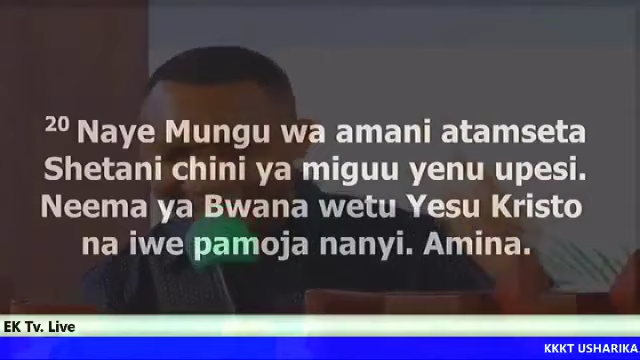 20 Naye Mungu wa amani atamseta
Shetani chini ya miguu yenu upesi.
Neema ya Bwana wetu Yesu Kristo
na iwe pamoja nanyi. Amina.
EK Tv. Live
KKKT USHARIKA